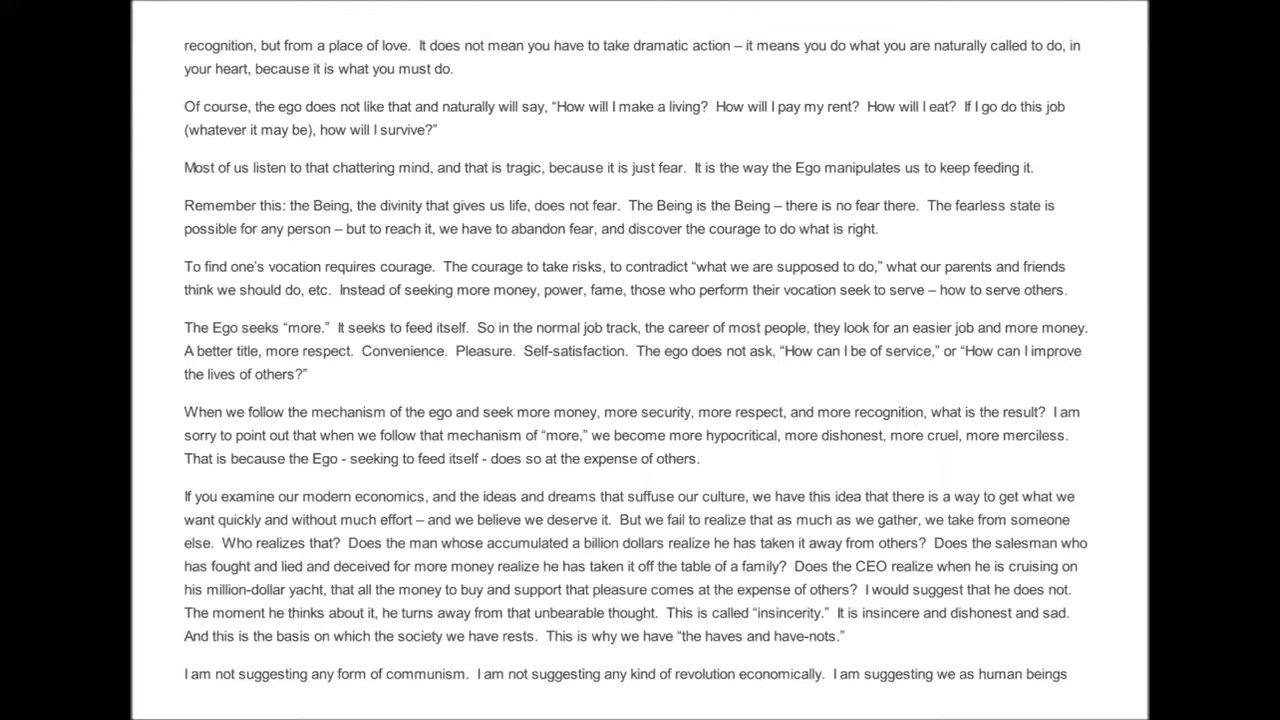 recognition, but from a place of love.  It does not mean you have to take dramatic action – it means you do what you are naturally called to do, in
your heart, because it is what you must do.
Of course, the ego does not like that and naturally will say, “How will I make a living?  How will I pay my rent?  How will I eat?  If I go do this job
(whatever it may be), how will I survive?”
Most of us listen to that chattering mind, and that is tragic, because it is just fear.  It is the way the Ego manipulates us to keep feeding it.
Remember this: the Being, the divinity that gives us life, does not fear.  The Being is the Being – there is no fear there.  The fearless state is
possible for any person – but to reach it, we have to abandon fear, and discover the courage to do what is right.
To find one’s vocation requires courage.  The courage to take risks, to contradict “what we are supposed to do,” what our parents and friends
think we should do, etc.  Instead of seeking more money, power, fame, those who perform their vocation seek to serve – how to serve others.
The Ego seeks “more.”  It seeks to feed itself.  So in the normal job track, the career of most people, they look for an easier job and more money.
A better title, more respect.  Convenience.  Pleasure.  Self-satisfaction.  The ego does not ask, “How can I be of service,” or “How can I improve
the lives of others?”
When we follow the mechanism of the ego and seek more money, more security, more respect, and more recognition, what is the result?  I am
sorry to point out that when we follow that mechanism of “more,” we become more hypocritical, more dishonest, more cruel, more merciless.
That is because the Ego - seeking to feed itself - does so at the expense of others.
If you examine our modern economics, and the ideas and dreams that suffuse our culture, we have this idea that there is a way to get what we
want quickly and without much effort – and we believe we deserve it.  But we fail to realize that as much as we gather, we take from someone
else.  Who realizes that?  Does the man whose accumulated a billion dollars realize he has taken it away from others?  Does the salesman who
has fought and lied and deceived for more money realize he has taken it off the table of a family?  Does the CEO realize when he is cruising on
his million-dollar yacht, that all the money to buy and support that pleasure comes at the expense of others?  I would suggest that he does not.
The moment he thinks about it, he turns away from that unbearable thought.  This is called “insincerity.”  It is insincere and dishonest and sad.
And this is the basis on which the society we have rests.  This is why we have “the haves and have-nots.”
I am not suggesting any form of communism.  I am not suggesting any kind of revolution economically.  I am suggesting we as human beings